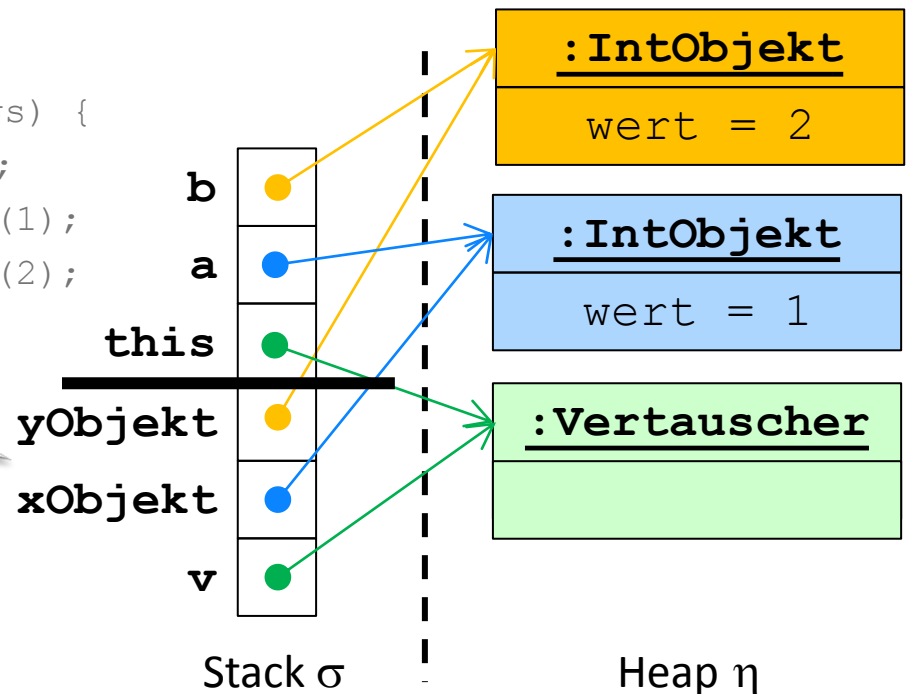 s) {
;
(1);
(2);
b
a
this
yObjekt
xObjekt
v
Stack σ
:IntObjekt
wert = 2
:IntObjekt
wert = 1
:Vertauscher
Heap η